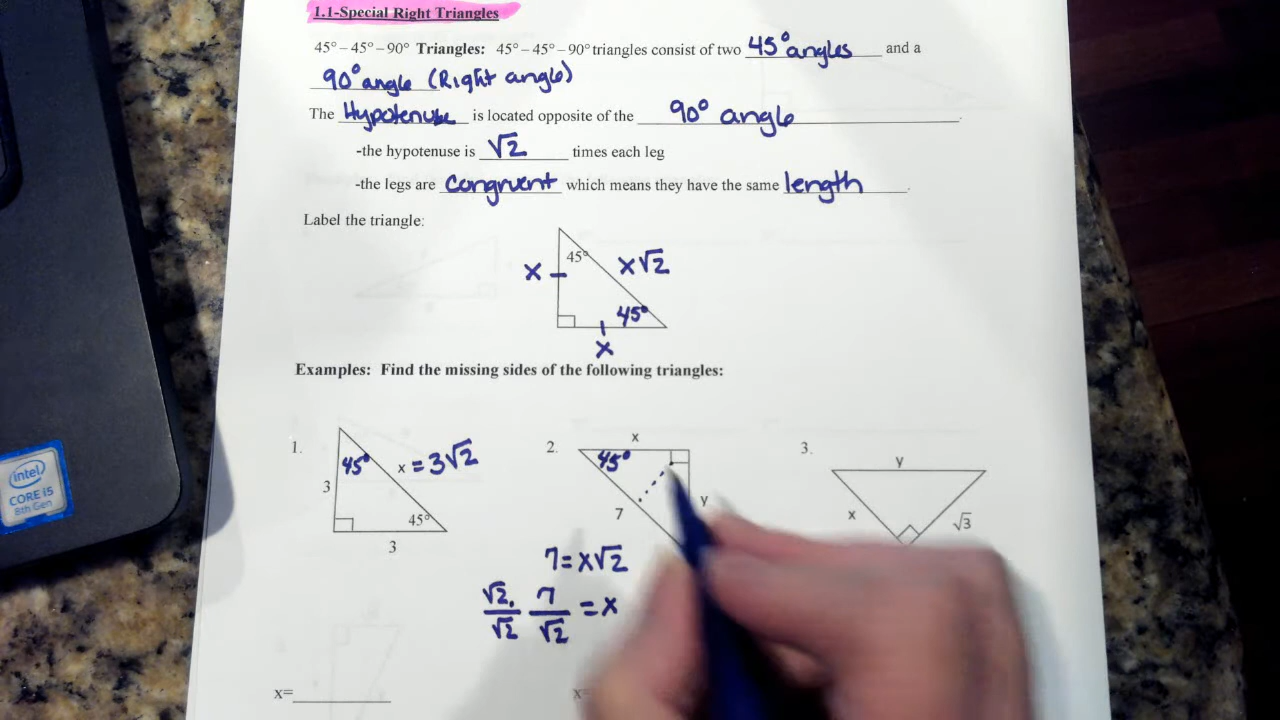 1.1-Special Right Triangles
45°–45°–90° Triangles: 45°–45°–90° triangles consist of two 45° angles and a
90° angle (Right angle)
The Hypotenuse is located opposite of the 90° angle.
-the hypotenuse is √2 times each leg
-the legs are congruent which means they have the same length.
Label the triangle:
45°
x
x√2
45°
x
Examples: Find the missing sides of the following triangles:
1.
45°
x = 3√2
3
45°
3
x=
2.
x
45°
7
y
7=x√2
√2/√2 · 7/√2 = x
x=
3.
y
x
√3
intel
CORE i5
8th Gen